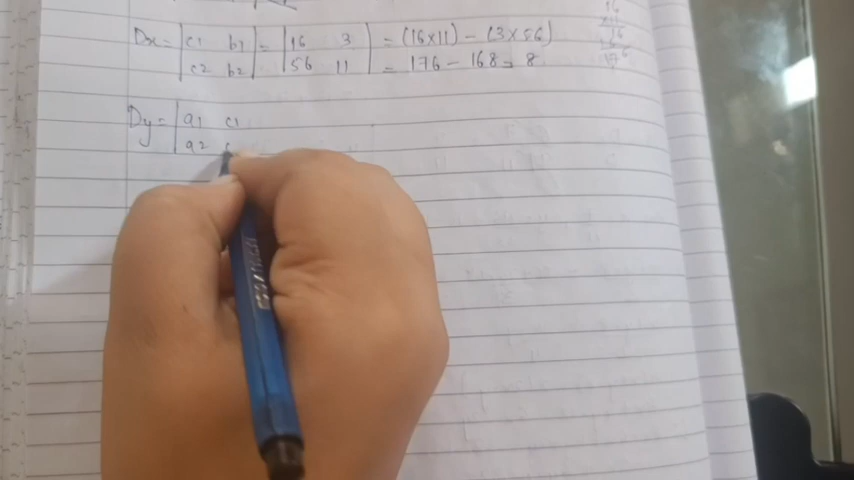 Dx = | c1 b1 | = | 16 3 | = (16×11) - (3×56)
| c2 b2 | | 56 11 | = 176 - 168 = 8
Dy = | a1 c1
| a2